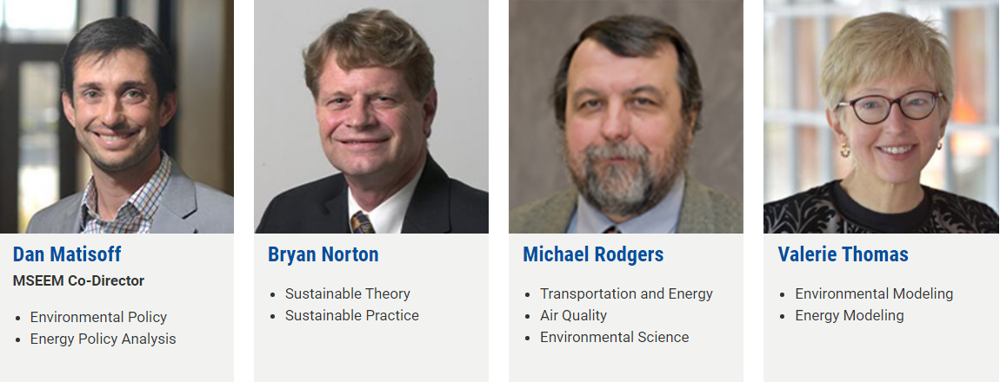 Dan Matisoff
MSEEM Co-Director
Environmental Policy
Energy Policy Analysis
Bryan Norton
Sustainable Theory
Sustainable Practice
Michael Rodgers
Transportation and Energy
Air Quality
Environmental Science
Valerie Thomas
Environmental Modeling
Energy Modeling